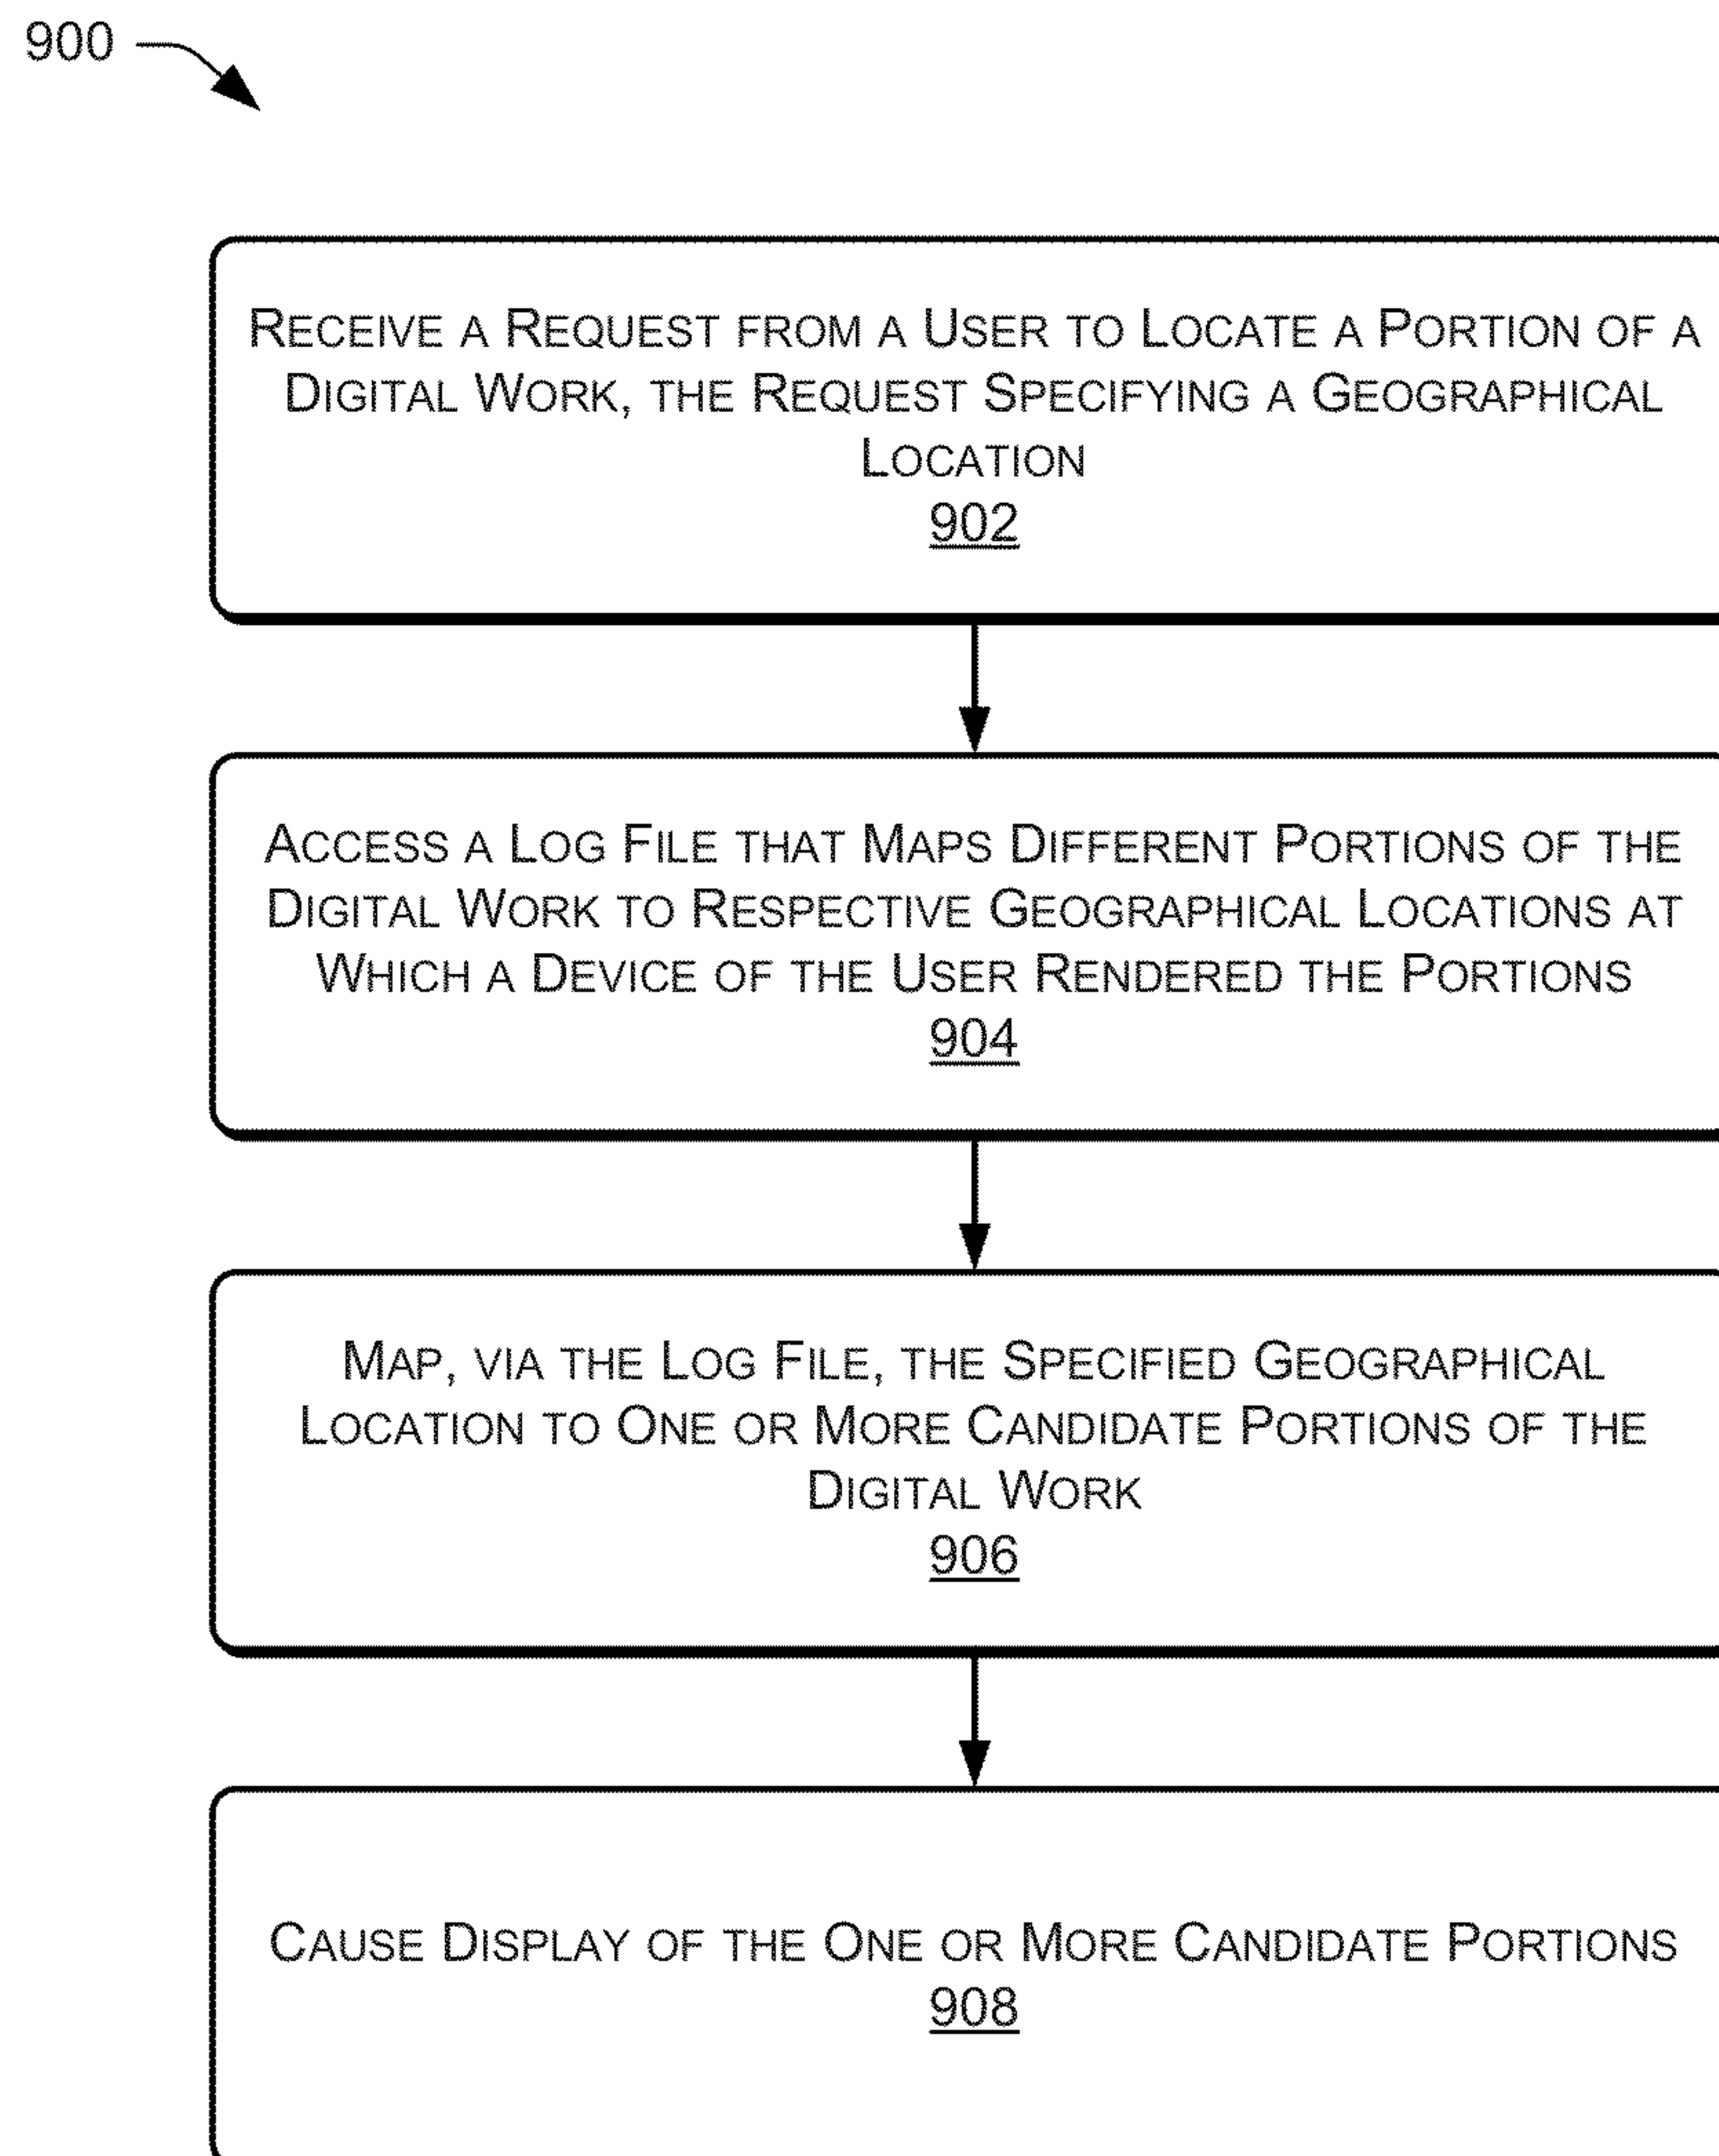 900
RECEIVE A REQUEST FROM A USER TO LOCATE A PORTION OF A
DIGITAL WORK, THE REQUEST SPECIFYING A GEOGRAPHICAL
LOCATION
902
ACCESS A LOG FILE THAT MAPS DIFFERENT PORTIONS OF THE
DIGITAL WORK TO RESPECTIVE GEOGRAPHICAL LOCATIONS AT
WHICH A DEVICE OF THE USER RENDERED THE PORTIONS
904
MAP, VIA THE LOG FILE, THE SPECIFIED GEOGRAPHICAL
LOCATION TO ONE OR MORE CANDIDATE PORTIONS OF THE
DIGITAL WORK
906
CAUSE DISPLAY OF THE ONE OR MORE CANDIDATE PORTIONS
908